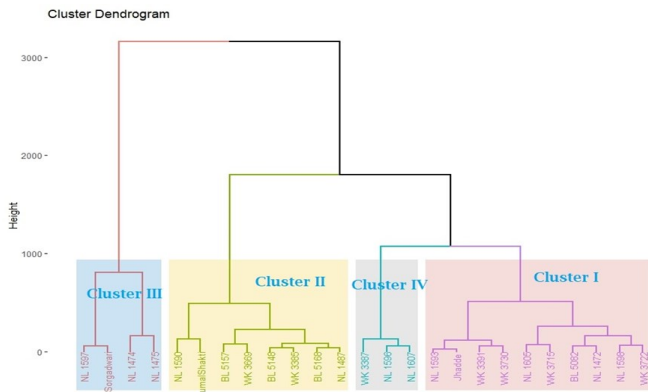 Cluster Dendrogram
Height
3000
2000
1000
0
Cluster III
Cluster II
Cluster IV
Cluster I
NL 1597
Sorgadwari
NL 1474
NL 1475
NL 1590
umalShakti
BL 5157
WK 3669
BL 5148
WK 3385
BL 5168
NL 1487
WK 3387
NL 1596
NL 1607
NL 1593
Jhadde
WK 3391
WK 3730
NL 1605
WK 3715
BL 5082
NL 1472
NL 1598
WK 3722